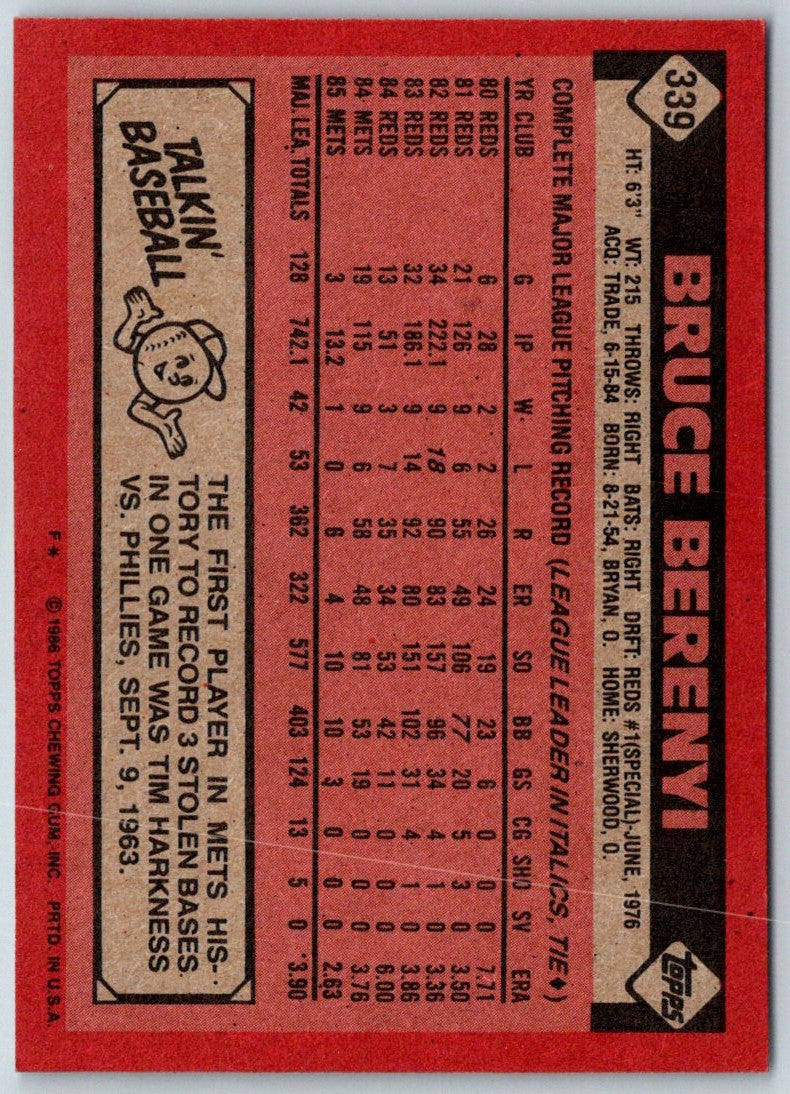 339
BRUCE BERENYI
topps
HT: 6'3" WT: 215 THROWS: RIGHT BATS: RIGHT DRFT: REDS #1(SPECIAL)-JUNE, 1976
ACQ: TRADE, 6-15-84 BORN: 8-21-54, BRYAN, O. HOME: SHERWOOD, O.
COMPLETE MAJOR LEAGUE PITCHING RECORD (LEAGUE LEADER IN ITALICS, TIE♦)
YR CLUB G IP W L R ER SO BB GS CG SHO SV ERA
80 REDS 6 28 2 2 26 24 19 23 6 0 0 0 7.71
81 REDS 21 126 9 6 55 49 106 77 20 5 3 0 3.50
82 REDS 34 222.1 9 18 90 83 157 96 34 4 1 0 3.36
83 REDS 32 186.1 9 14 92 80 151 102 31 4 1 0 3.86
84 REDS 13 51 3 7 35 34 53 42 11 0 0 0 6.00
84 METS 19 115 9 6 58 48 81 53 19 0 0 0 3.76
85 METS 3 13.2 1 0 6 4 10 10 3 0 0 0 2.63
MAJ. LEA. TOTALS 128 742.1 42 53 362 322 577 403 124 13 5 0 3.90
TALKIN'
BASEBALL
THE FIRST PLAYER IN METS HIS-
TORY TO RECORD 3 STOLEN BASES
IN ONE GAME WAS TIM HARKNESS
VS. PHILLIES, SEPT. 9, 1963.
F* © 1986 TOPPS CHEWING GUM, INC. PRTD. IN U.S.A.